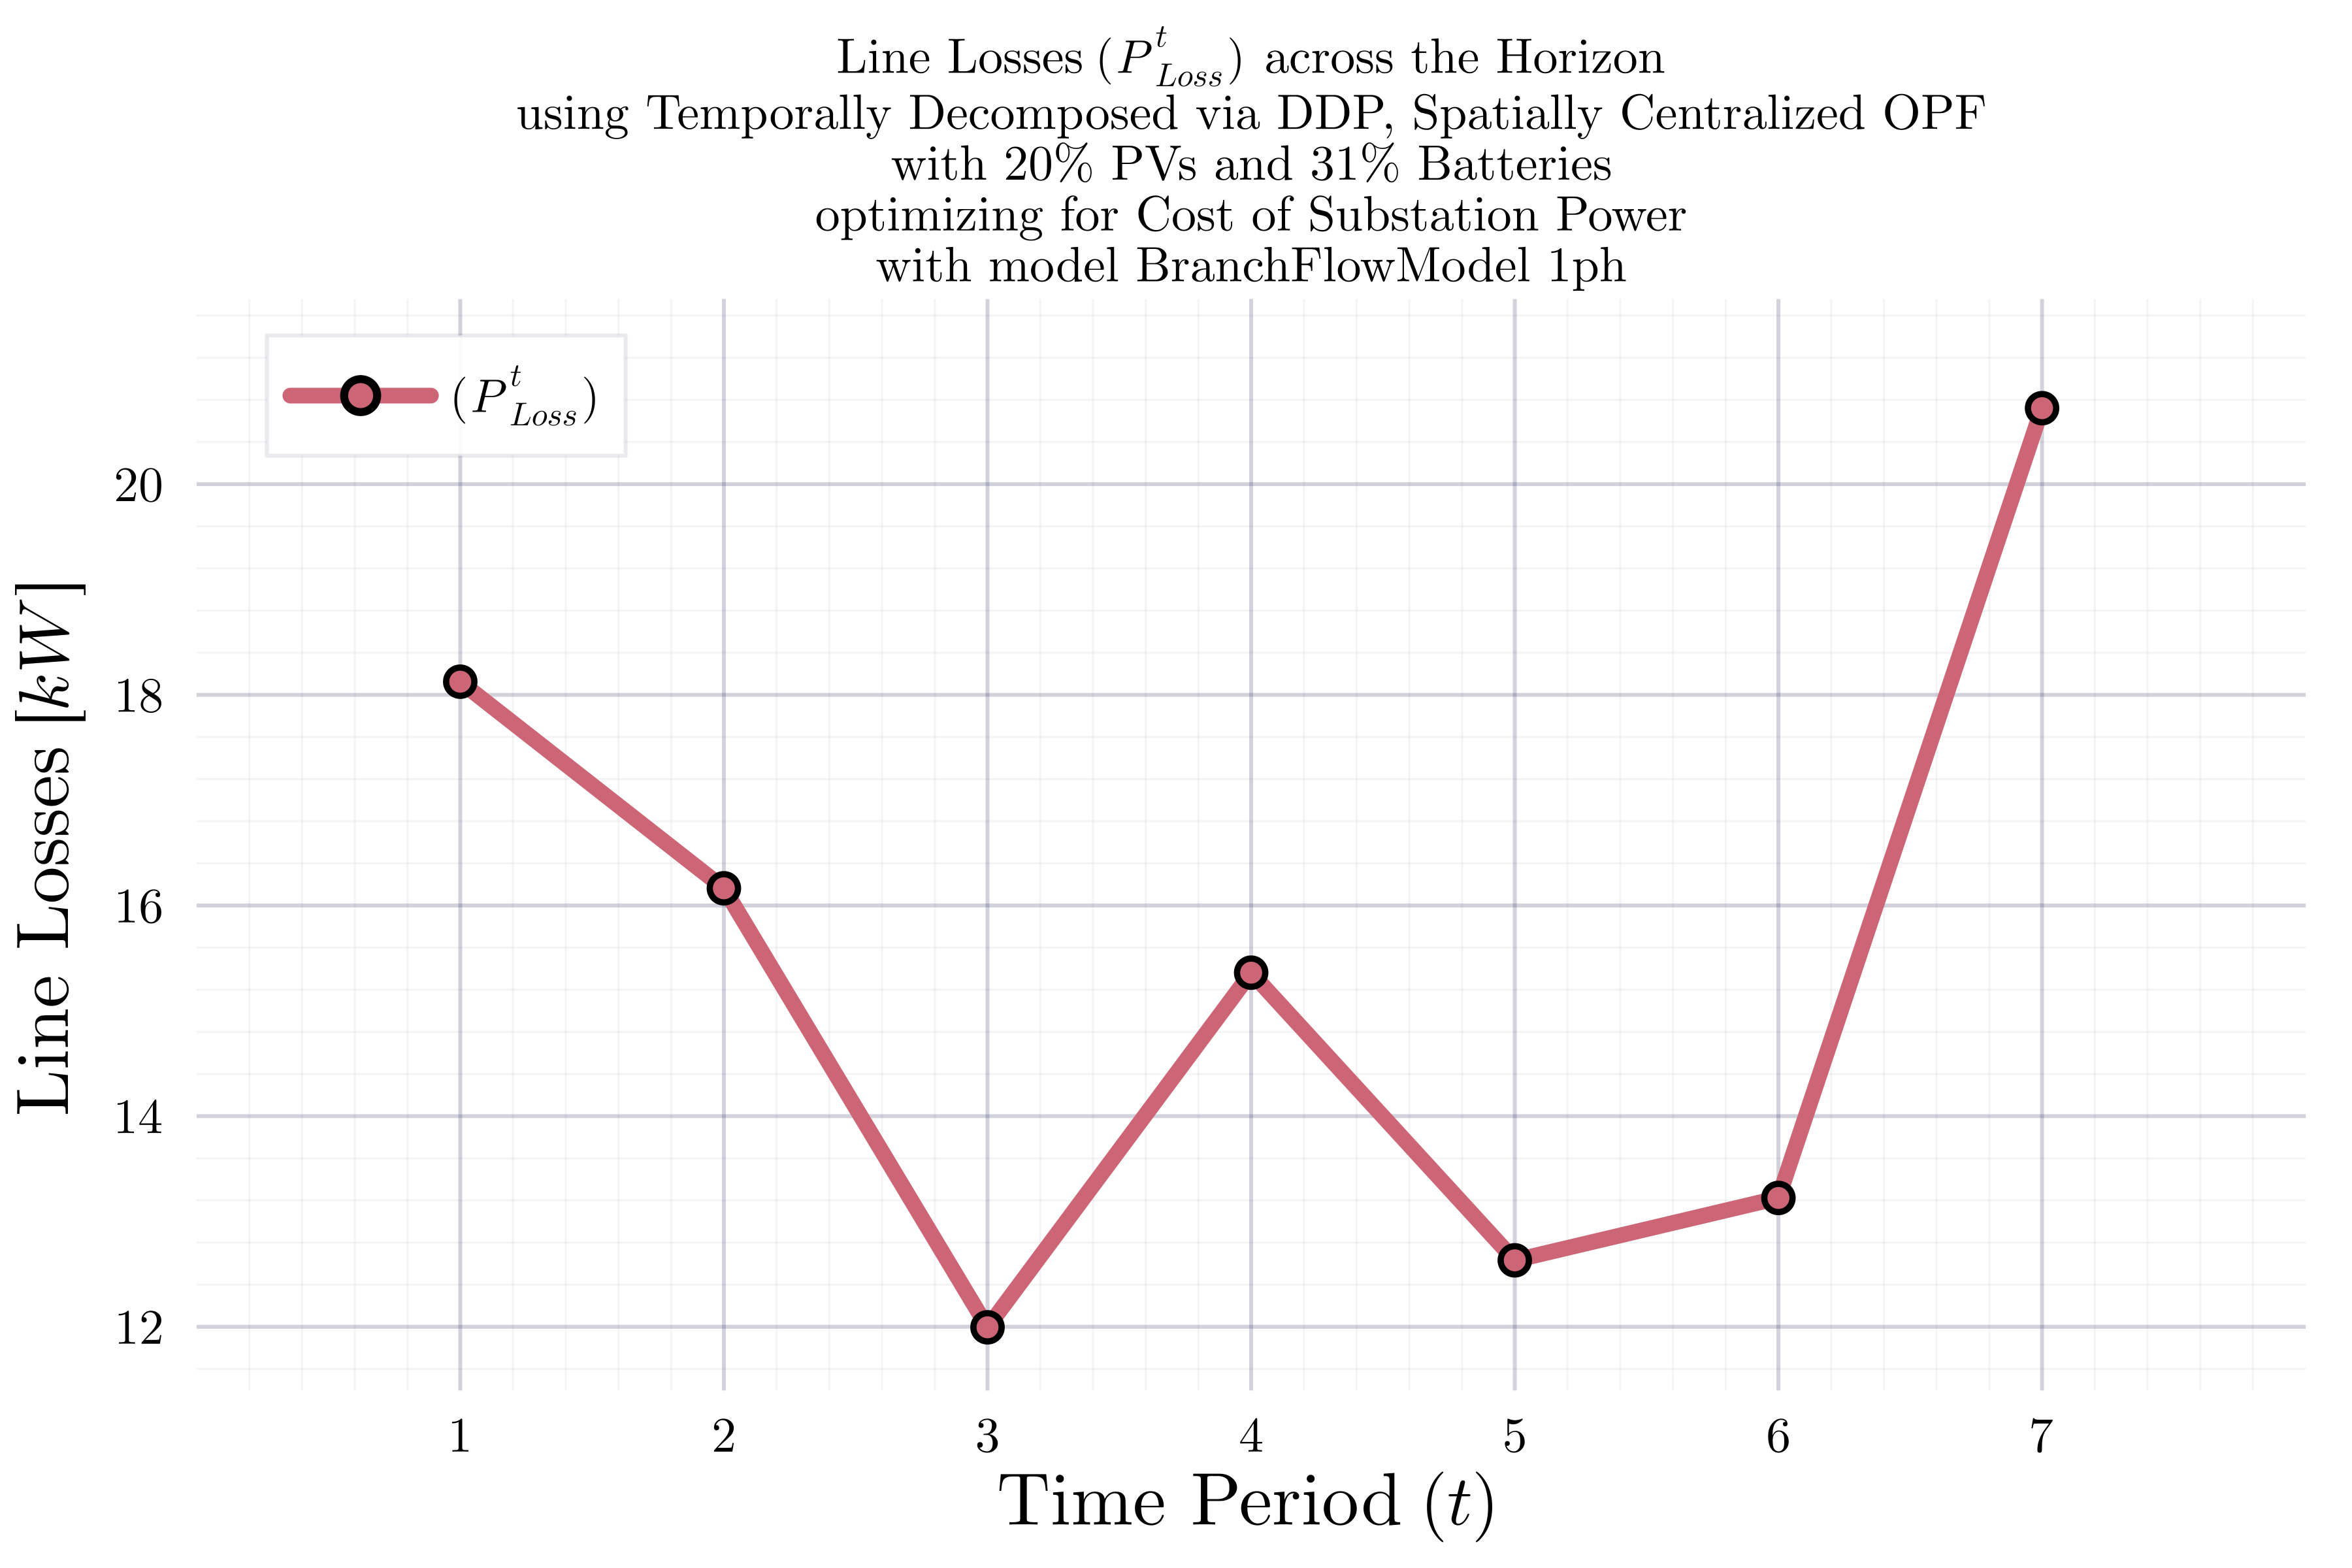 Line Losses (P^t_Loss) across the Horizon
using Temporally Decomposed via DDP, Spatially Centralized OPF
with 20% PVs and 31% Batteries
optimizing for Cost of Substation Power
with model BranchFlowModel 1ph
(P^t_Loss)
Line Losses [kW]
20
18
16
14
12
1 2 3 4 5 6 7
Time Period (t)